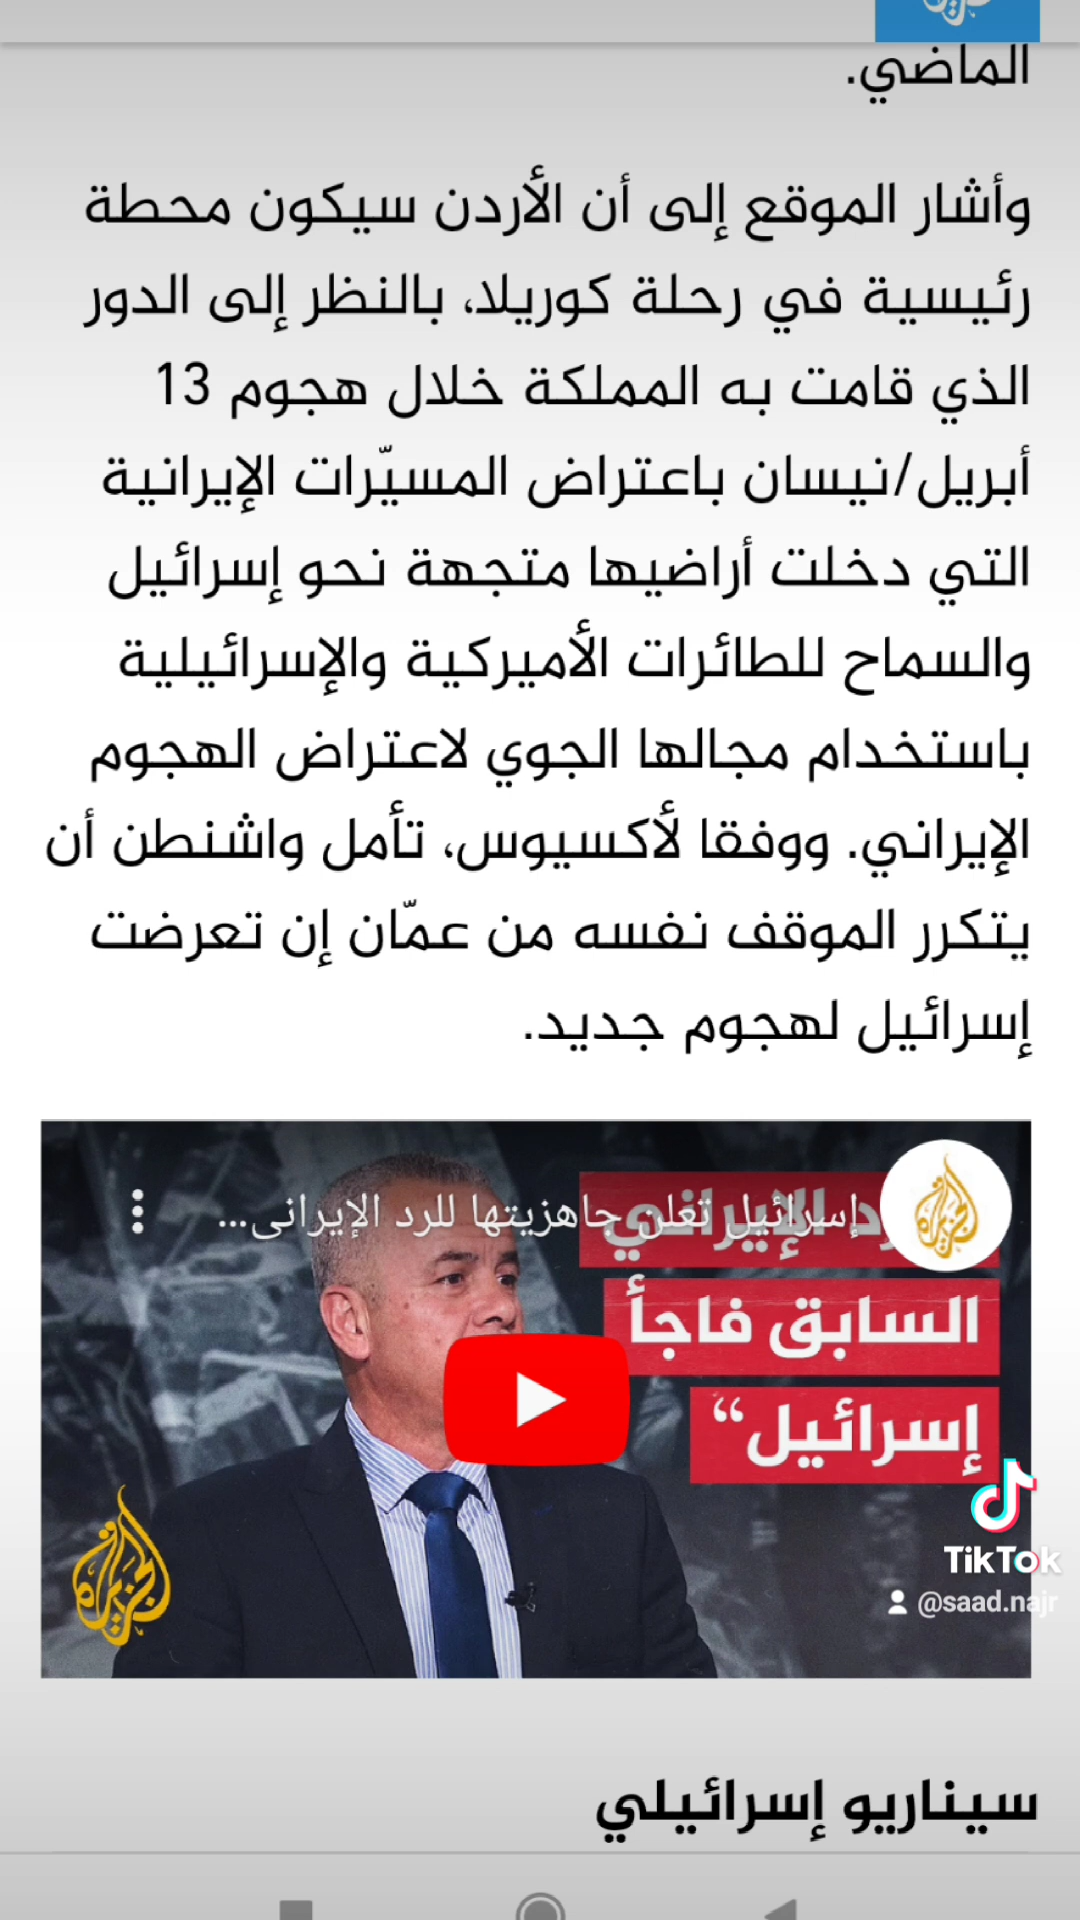 الماضي.
وأشار الموقع إلى أن الأردن سيكون محطة
رئيسية في رحلة كوريلا، بالنظر إلى الدور
الذي قامت به المملكة خلال هجوم 13
أبريل/نيسان باعتراض المسيّرات الإيرانية
التي دخلت أراضيها متجهة نحو إسرائيل
والسماح للطائرات الأميركية والإسرائيلية
باستخدام مجالها الجوي لاعتراض الهجوم
الإيراني. ووفقا لأكسيوس، تأمل واشنطن أن
يتكرر الموقف نفسه من عمّان إن تعرضت
إسرائيل لهجوم جديد.
إسرائيل تعلن جاهزيتها للرد الإيراني...
الإيراني
السابق فاجأ
إسرائيل“
الجزيرة
TikTok
@saad.najr
سيناريو إسرائيلي